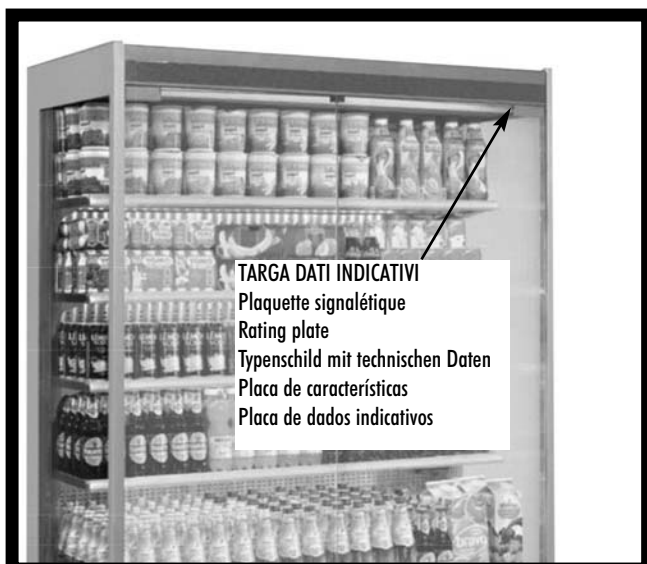 TARGA DATI INDICATIVI
Plaquette signalétique
Rating plate
Typenschild mit technischen Daten
Placa de características
Placa de dados indicativos